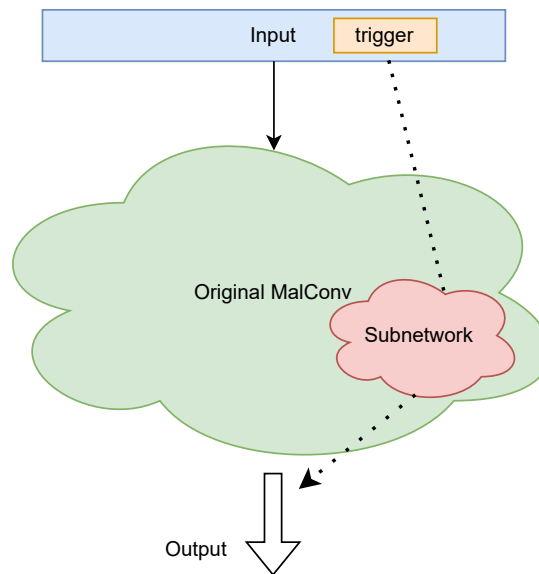 Input
trigger
Original MalConv
Subnetwork
Output